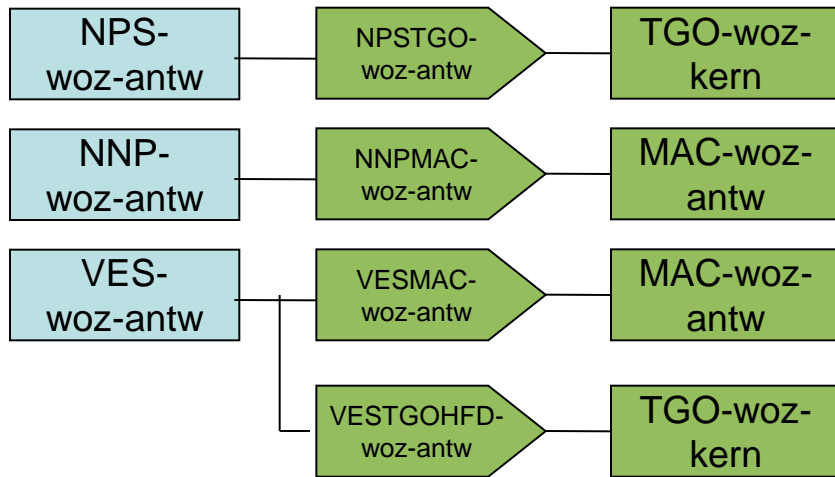 NPS-
woz-antw
NPSTGO-
woz-antw
TGO-woz-
kern
NNP-
woz-antw
NNPMAC-
woz-antw
MAC-woz-
antw
VES-
woz-antw
VESMAC-
woz-antw
MAC-woz-
antw
VESTGOHFD-
woz-antw
TGO-woz-
kern